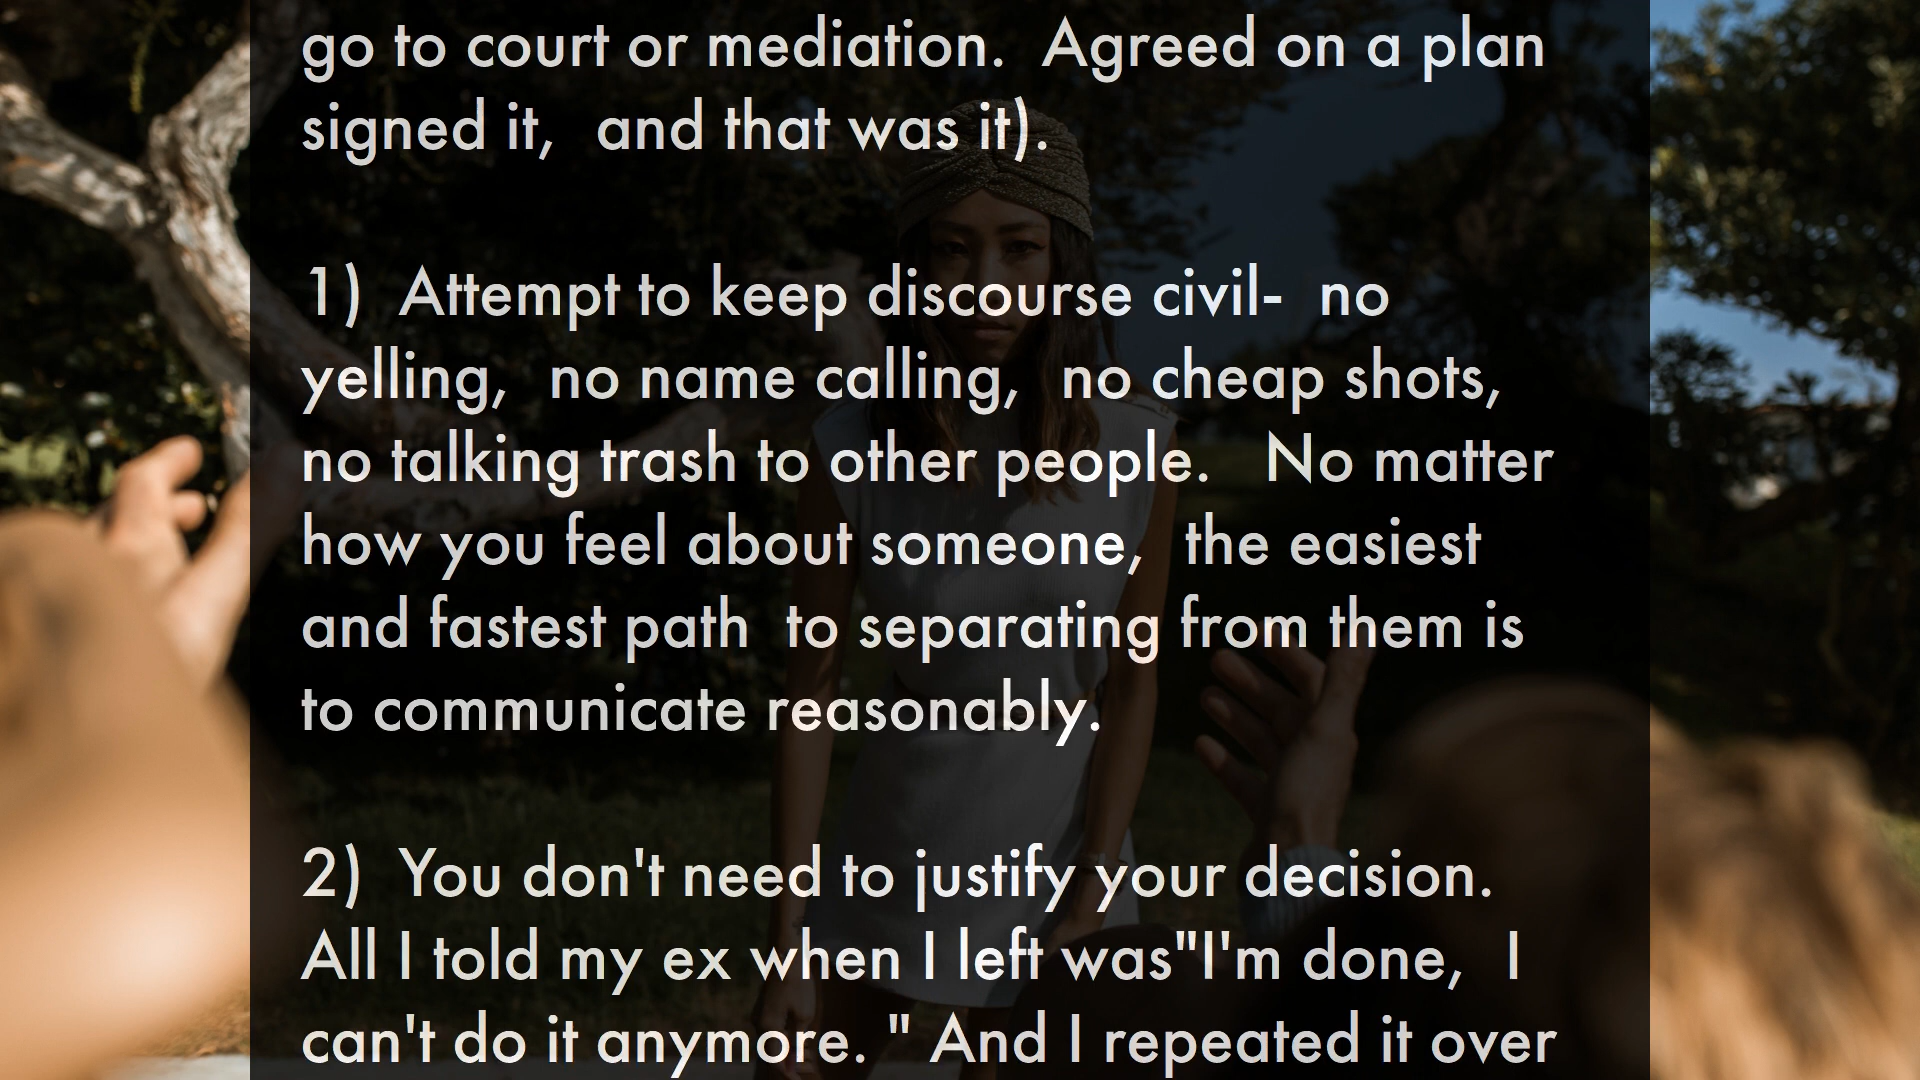 go to court or mediation.  Agreed on a plan
signed it,  and that was it).
1)  Attempt to keep discourse civil-  no
yelling,  no name calling,  no cheap shots,
no talking trash to other people.   No matter
how you feel about someone,  the easiest
and fastest path  to separating from them is
to communicate reasonably.
2)  You don't need to justify your decision.
All I told my ex when I left was"I'm done,  I
can't do it anymore. " And I repeated it over